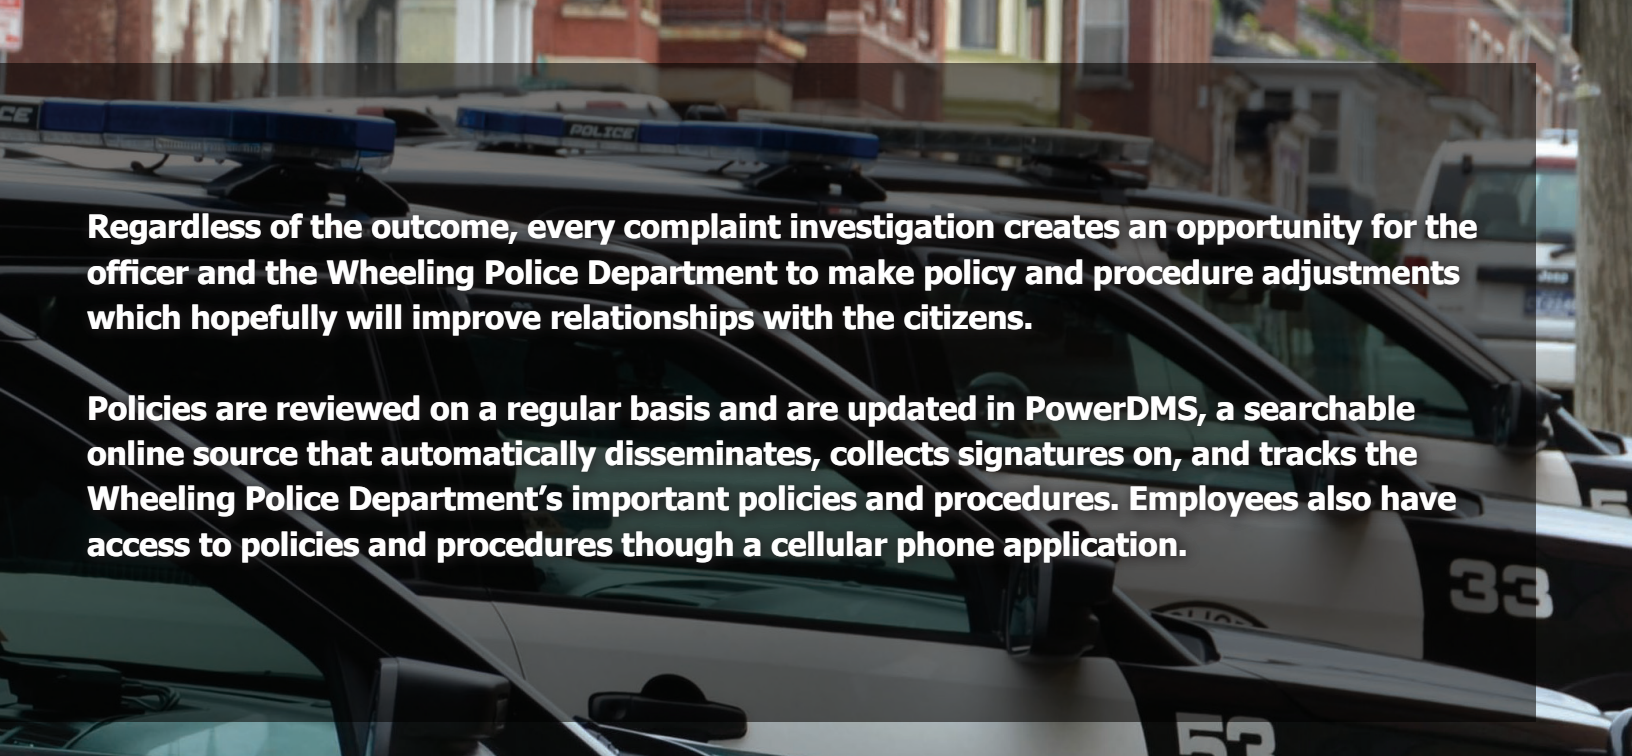 CE
POLICE
Regardless of the outcome, every complaint investigation creates an opportunity for the
officer and the Wheeling Police Department to make policy and procedure adjustments
which hopefully will improve relationships with the citizens.
Policies are reviewed on a regular basis and are updated in PowerDMS, a searchable
online source that automatically disseminates, collects signatures on, and tracks the
Wheeling Police Department’s important policies and procedures. Employees also have
access to policies and procedures though a cellular phone application.
33
53